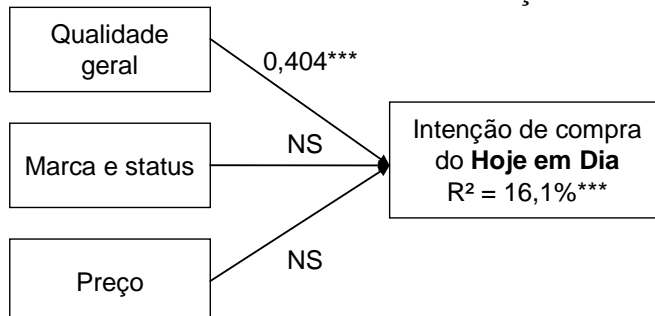 Qualidade
geral
0,404***
Marca e status
NS
Intenção de compra
do Hoje em Dia
R² = 16,1%***
Preço
NS